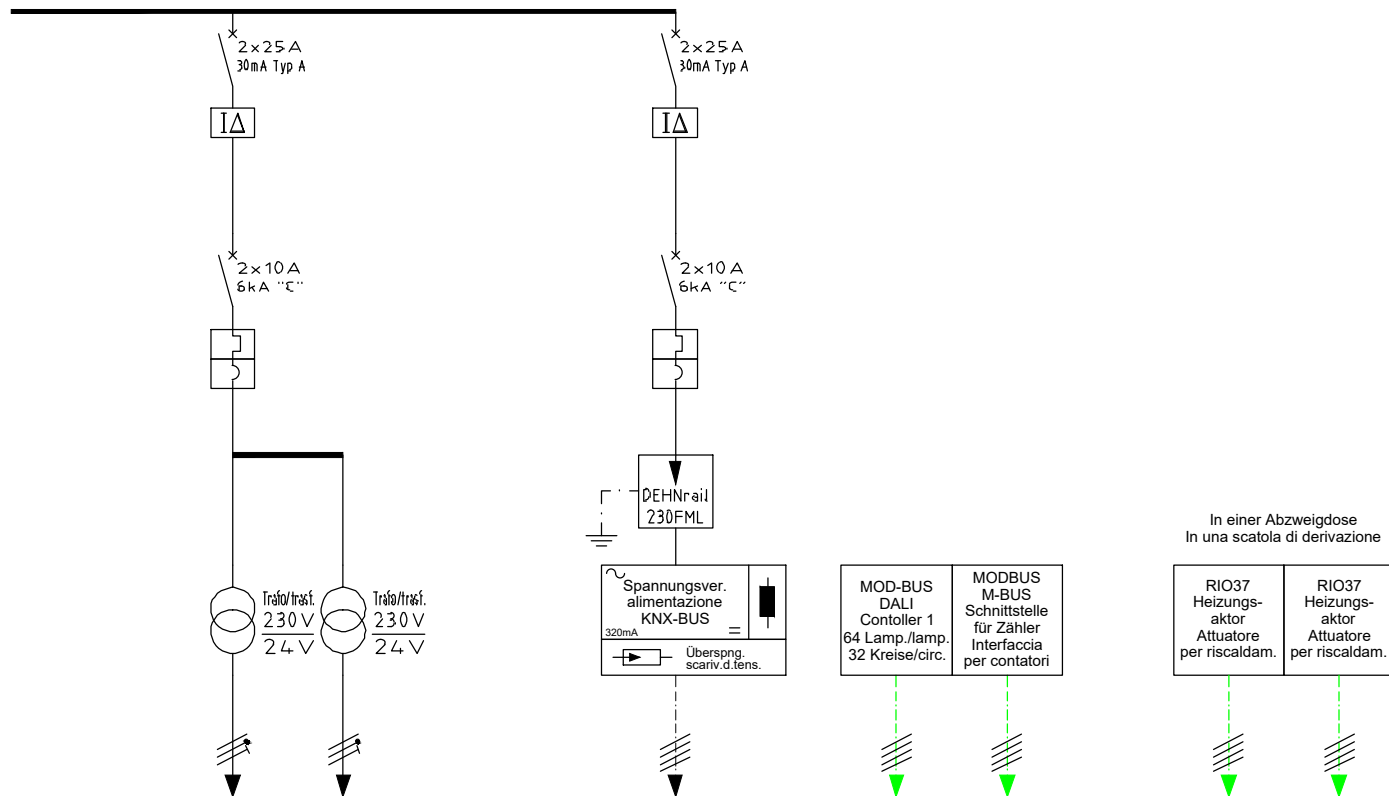 2x25A
30mA Typ A
IΔ
2x10A
6kA "C"
Trafo/trasf.
230V
24V
Trafo/trasf.
230V
24V
2x25A
30mA Typ A
IΔ
2x10A
6kA "C"
DEHNrail
230FML
Spannungsver.
alimentazione
KNX-BUS
320mA
Überspng.
scariv.d.tens.
MOD-BUS
DALI
Contoller 1
64 Lamp./lamp.
32 Kreise/circ.
MODBUS
M-BUS
Schnittstelle
für Zähler
Interfaccia
per contatori
In einer Abzweigdose
In una scatola di derivazione
RIO37
Heizungs-
aktor
Attuatore
per riscaldam.
RIO37
Heizungs-
aktor
Attuatore
per riscaldam.